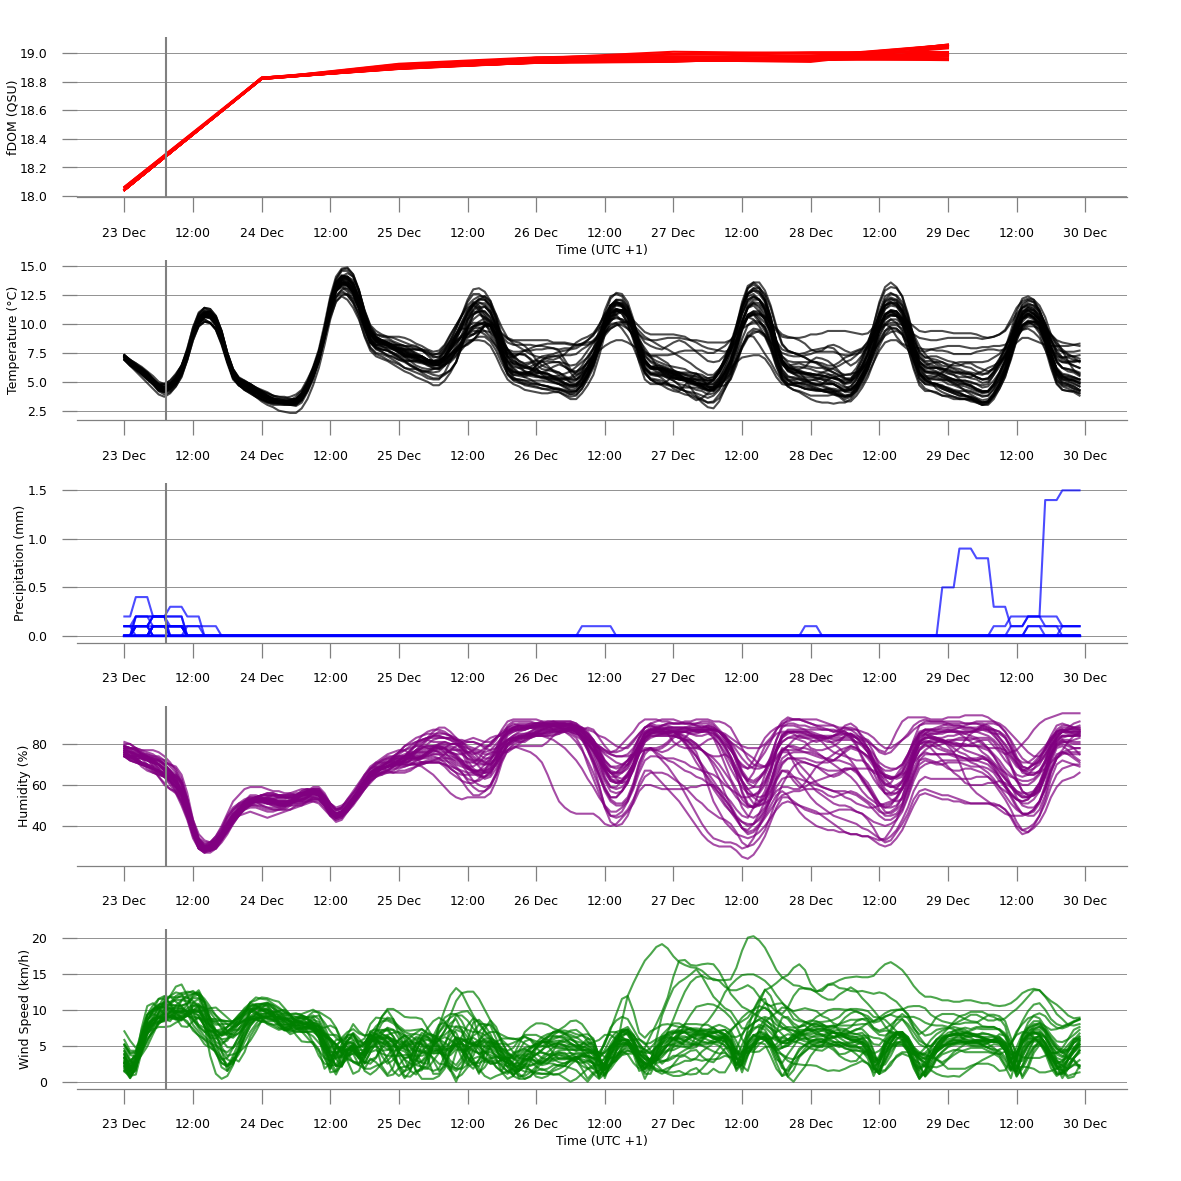 fDOM (QSU)
19.0
18.8
18.6
18.4
18.2
18.0
23 Dec 12:00 24 Dec 12:00 25 Dec 12:00 26 Dec 12:00 27 Dec 12:00 28 Dec 12:00 29 Dec 12:00 30 Dec
Time (UTC +1)
Temperature (°C)
15.0
12.5
10.0
7.5
5.0
2.5
23 Dec 12:00 24 Dec 12:00 25 Dec 12:00 26 Dec 12:00 27 Dec 12:00 28 Dec 12:00 29 Dec 12:00 30 Dec
Precipitation (mm)
1.5
1.0
0.5
0.0
23 Dec 12:00 24 Dec 12:00 25 Dec 12:00 26 Dec 12:00 27 Dec 12:00 28 Dec 12:00 29 Dec 12:00 30 Dec
Humidity (%)
80
60
40
23 Dec 12:00 24 Dec 12:00 25 Dec 12:00 26 Dec 12:00 27 Dec 12:00 28 Dec 12:00 29 Dec 12:00 30 Dec
Wind Speed (km/h)
20
15
10
5
0
23 Dec 12:00 24 Dec 12:00 25 Dec 12:00 26 Dec 12:00 27 Dec 12:00 28 Dec 12:00 29 Dec 12:00 30 Dec
Time (UTC +1)